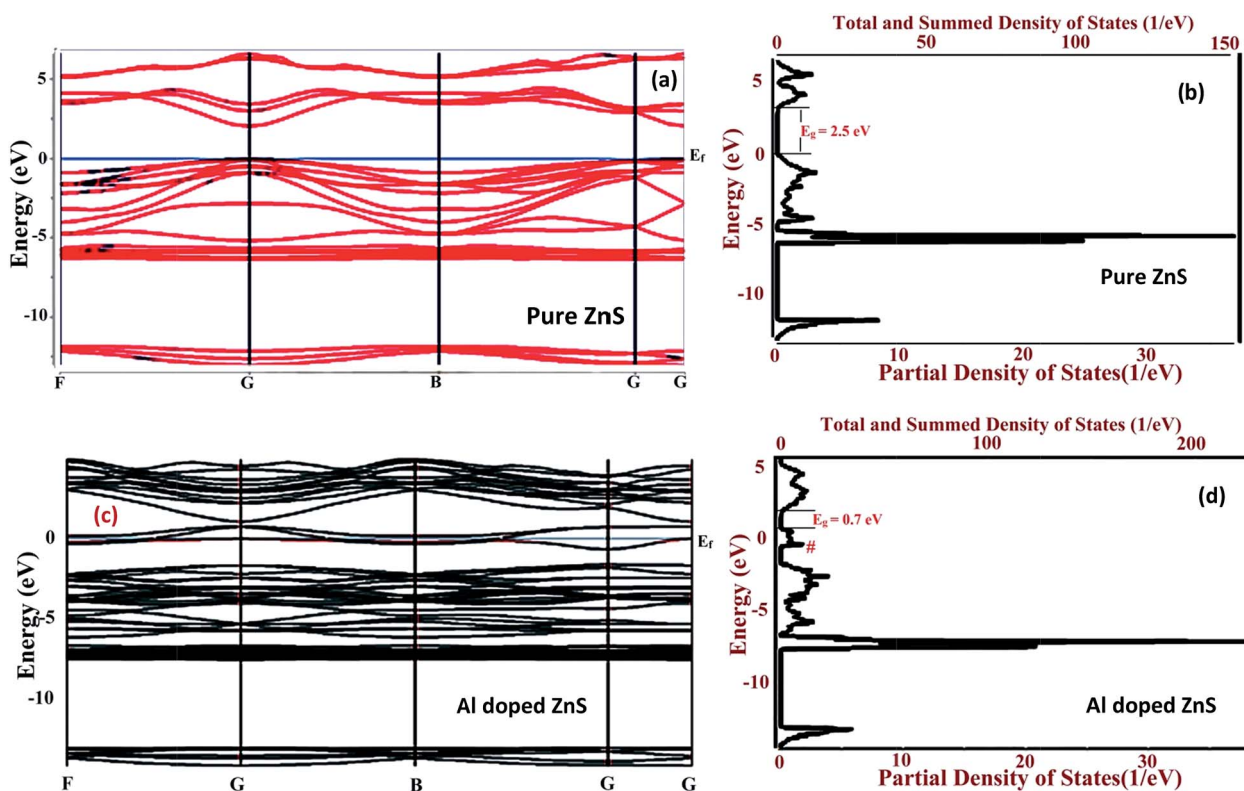 5
0
-5
-10
Energy (eV)
(a)
E_f
Pure ZnS
F G B G G
Total and Summed Density of States (1/eV)
0 50 100 150
5
0
-5
-10
Energy (eV)
(b)
E_g = 2.5 eV
Pure ZnS
0 10 20 30
Partial Density of States(1/eV)
(c)
0
-5
-10
Energy (eV)
E_f
Al doped ZnS
F G B G G
Total and Summed Density of States (1/eV)
0 100 200
5
0
-5
-10
Energy (eV)
(d)
E_g = 0.7 eV
#
Al doped ZnS
0 10 20 30
Partial Density of States(1/eV)